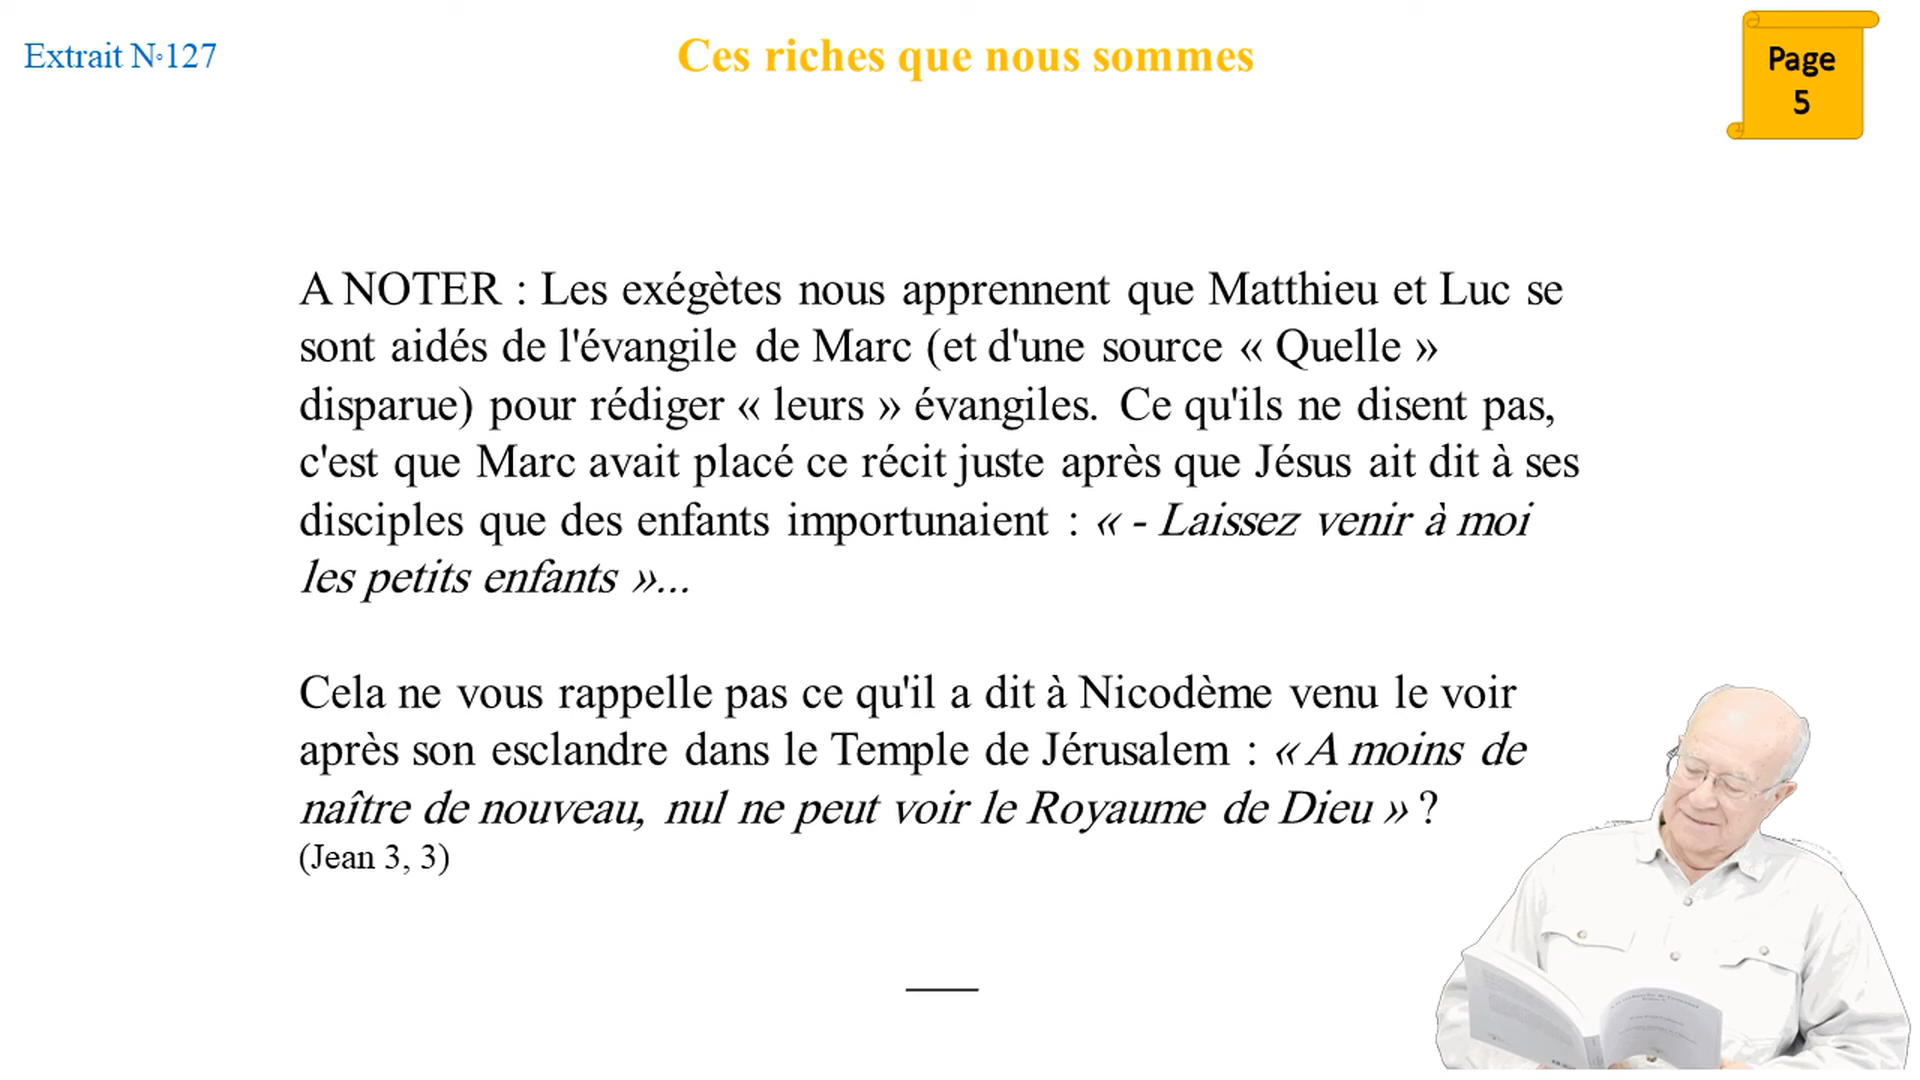 Extrait N°127
Ces riches que nous sommes
Page
5
A NOTER : Les exégètes nous apprennent que Matthieu et Luc se
sont aidés de l'évangile de Marc (et d'une source « Quelle »
disparue) pour rédiger « leurs » évangiles. Ce qu'ils ne disent pas,
c'est que Marc avait placé ce récit juste après que Jésus ait dit à ses
disciples que des enfants importunaient : « - Laissez venir à moi
les petits enfants »...
Cela ne vous rappelle pas ce qu'il a dit à Nicodème venu le voir
après son esclandre dans le Temple de Jérusalem : « A moins de
naître de nouveau, nul ne peut voir le Royaume de Dieu » ?
(Jean 3, 3)